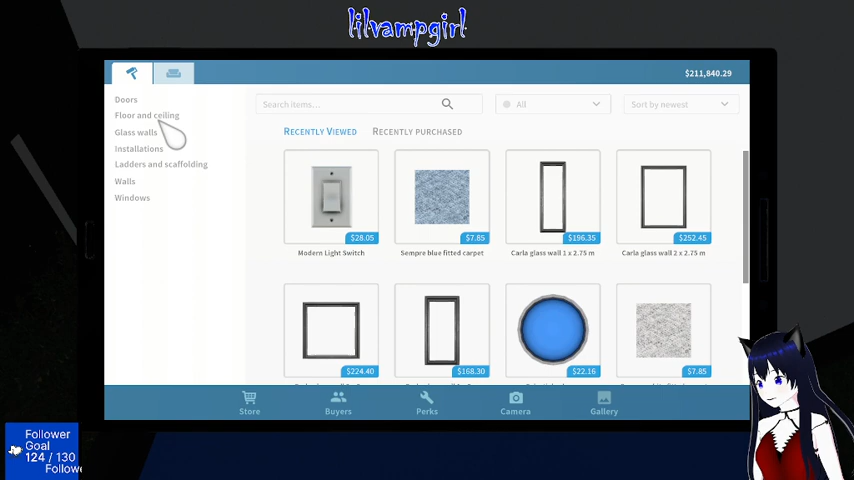 lilvampgirl
$211,840.29
Doors
Floor and ceiling
Glass walls
Installations
Ladders and scaffolding
Walls
Windows
Search items...
All
Sort by newest
RECENTLY VIEWED
RECENTLY PURCHASED
$28.05
$7.85
$196.35
$252.45
Modern Light Switch
Sempre blue fitted carpet
Carla glass wall 1 x 2.75 m
Carla glass wall 2 x 2.75 m
$224.40
$168.30
$22.16
$7.85
Store
Buyers
Perks
Camera
Gallery
Follower
Goal
124 / 130
Followe